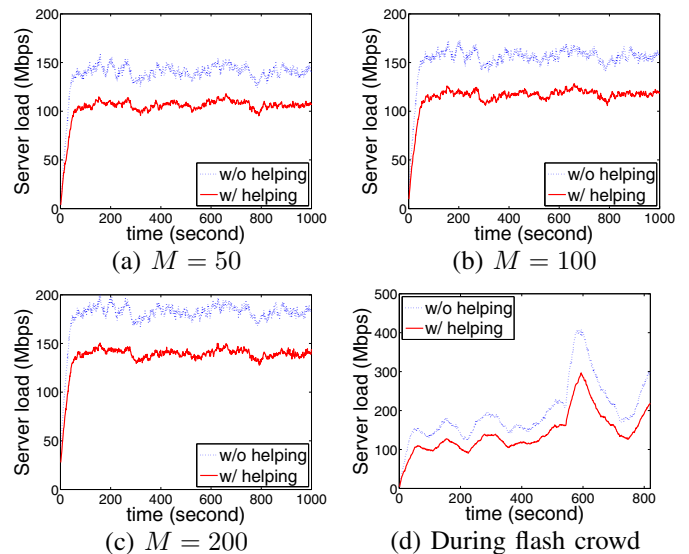 200
150
100
50
0
Server load (Mbps)
w/o helping
w/ helping
0 200 400 600 800 1000
time (second)
(a) M = 50
200
150
100
50
0
Server load (Mbps)
w/o helping
w/ helping
0 200 400 600 800 1000
time (second)
(b) M = 100
200
150
100
50
0
Server load (Mbps)
w/o helping
w/ helping
0 200 400 600 800 1000
time (second)
(c) M = 200
500
400
300
200
100
0
Server load (Mbps)
w/o helping
w/ helping
0 200 400 600 800
time (second)
(d) During flash crowd